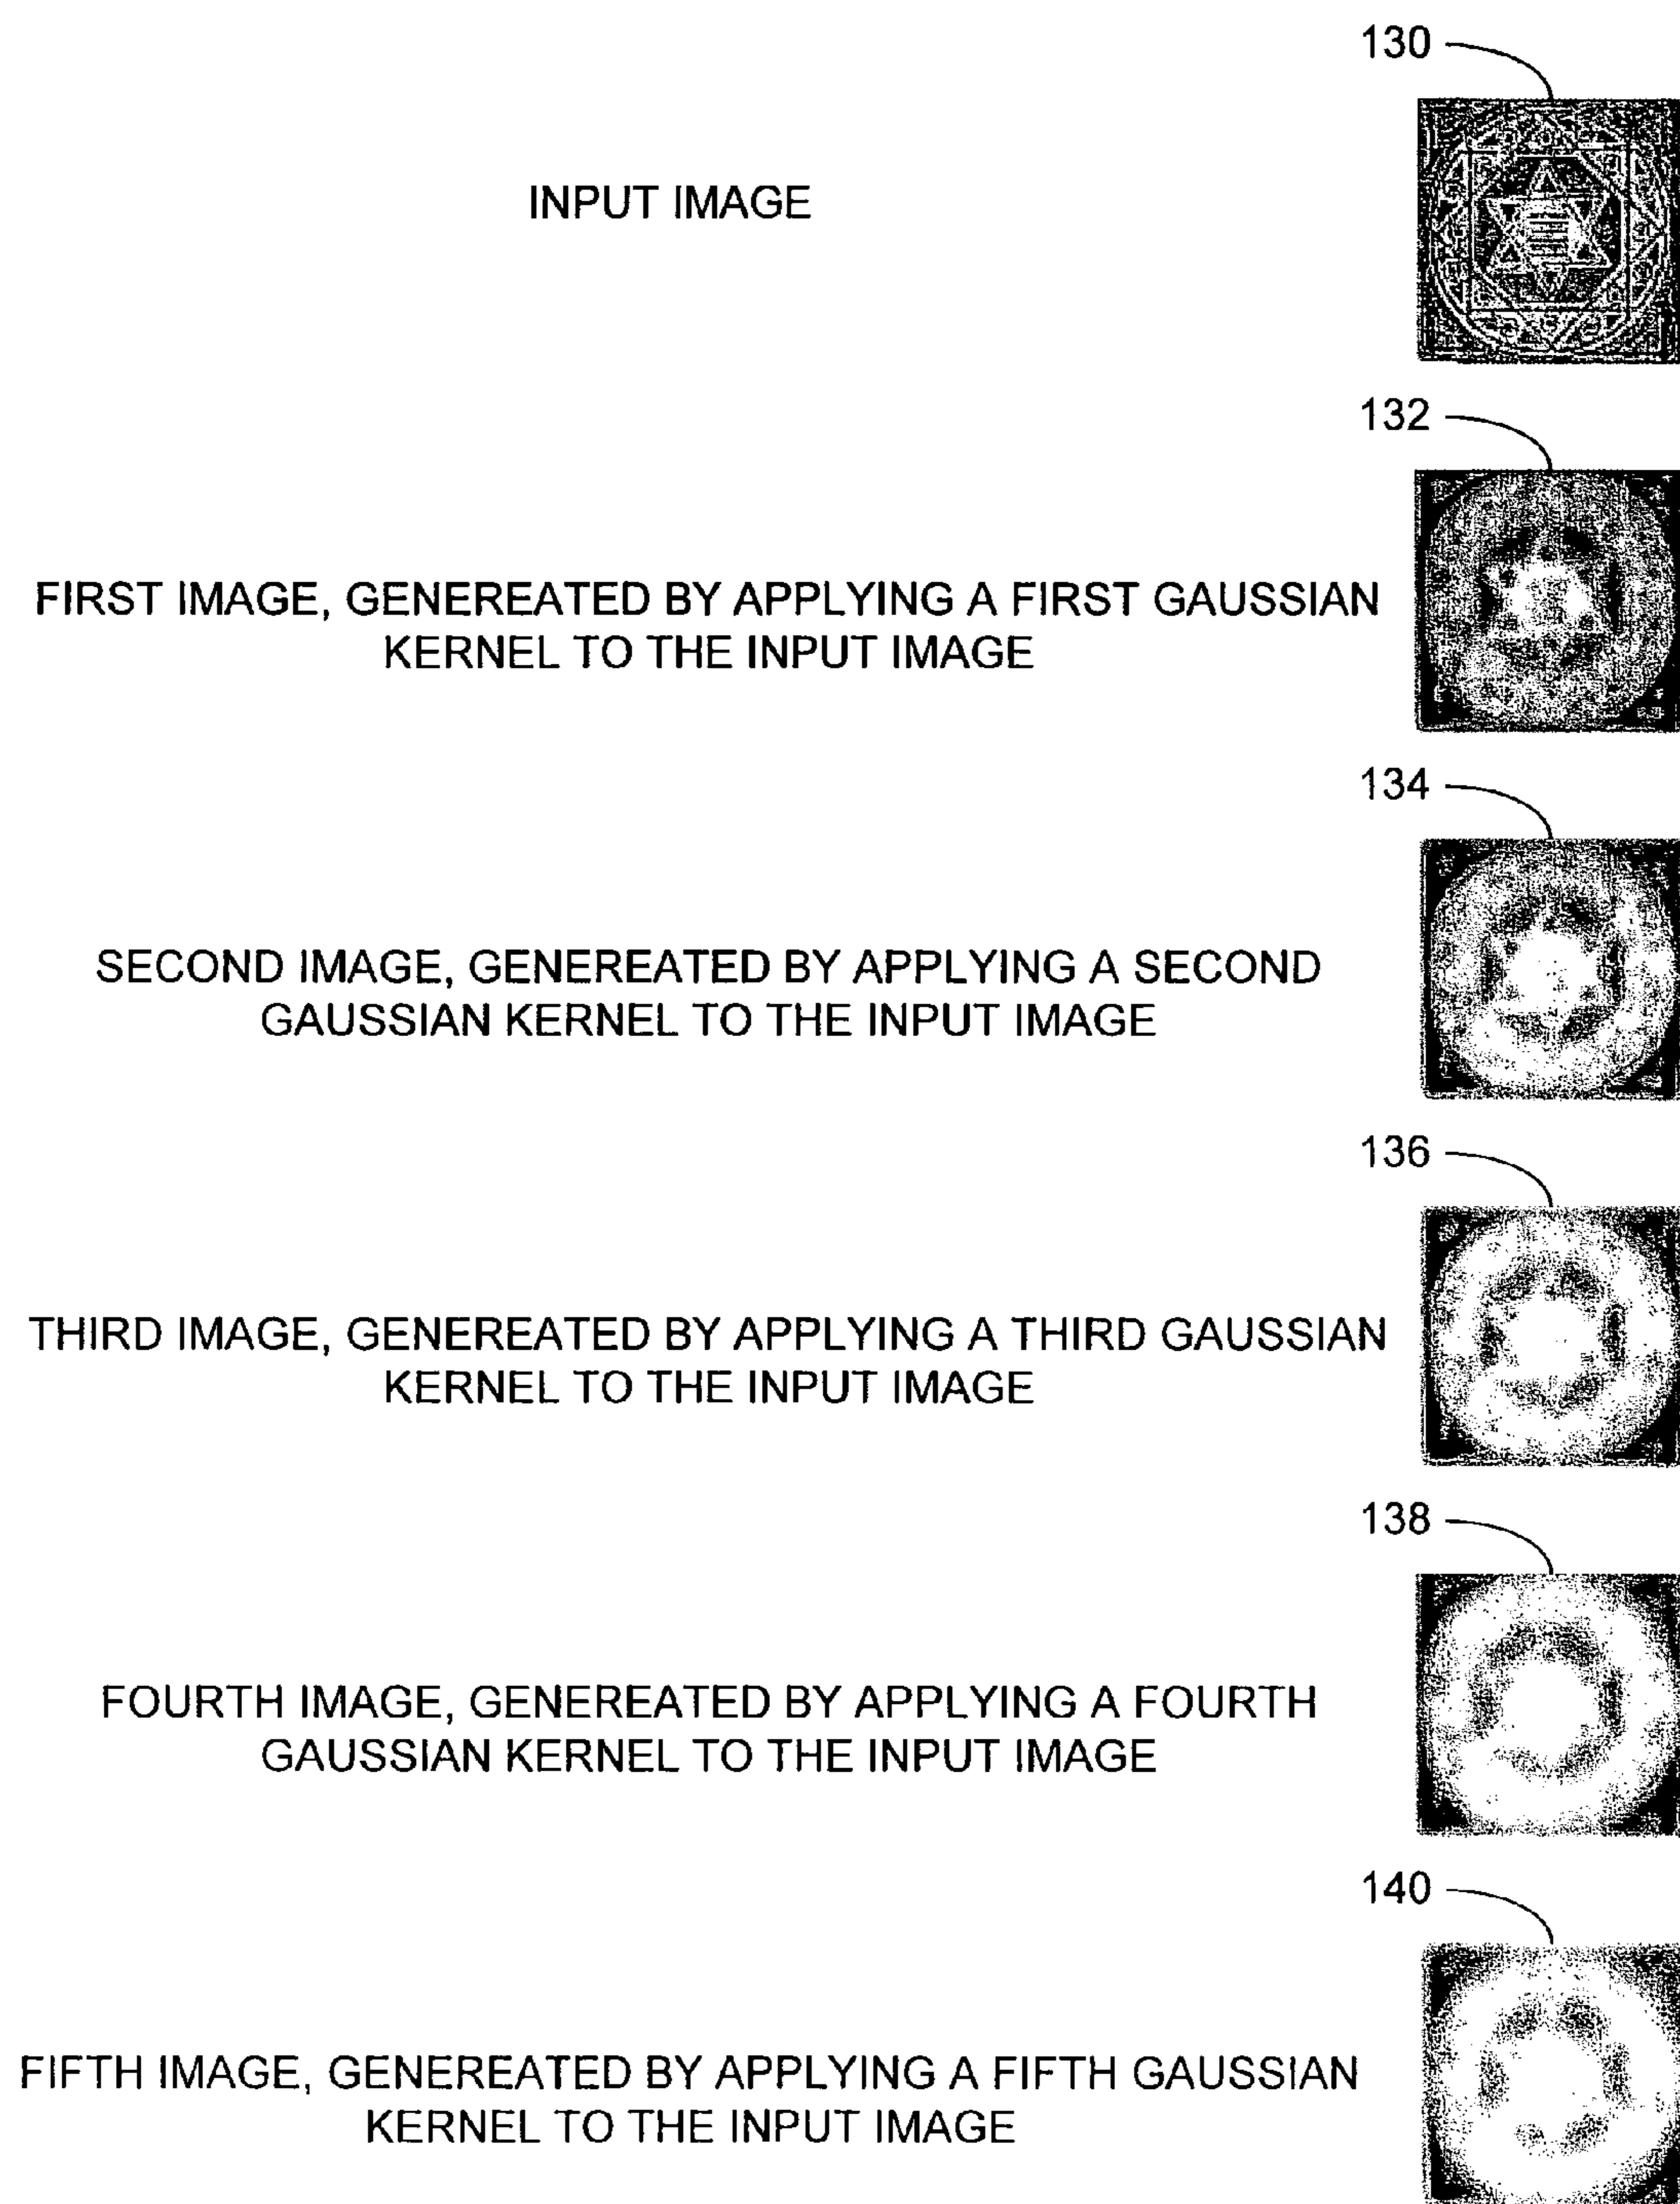 130
INPUT IMAGE
132
FIRST IMAGE, GENEREATED BY APPLYING A FIRST GAUSSIAN
KERNEL TO THE INPUT IMAGE
134
SECOND IMAGE, GENEREATED BY APPLYING A SECOND
GAUSSIAN KERNEL TO THE INPUT IMAGE
136
THIRD IMAGE, GENEREATED BY APPLYING A THIRD GAUSSIAN
KERNEL TO THE INPUT IMAGE
138
FOURTH IMAGE, GENEREATED BY APPLYING A FOURTH
GAUSSIAN KERNEL TO THE INPUT IMAGE
140
FIFTH IMAGE, GENEREATED BY APPLYING A FIFTH GAUSSIAN
KERNEL TO THE INPUT IMAGE